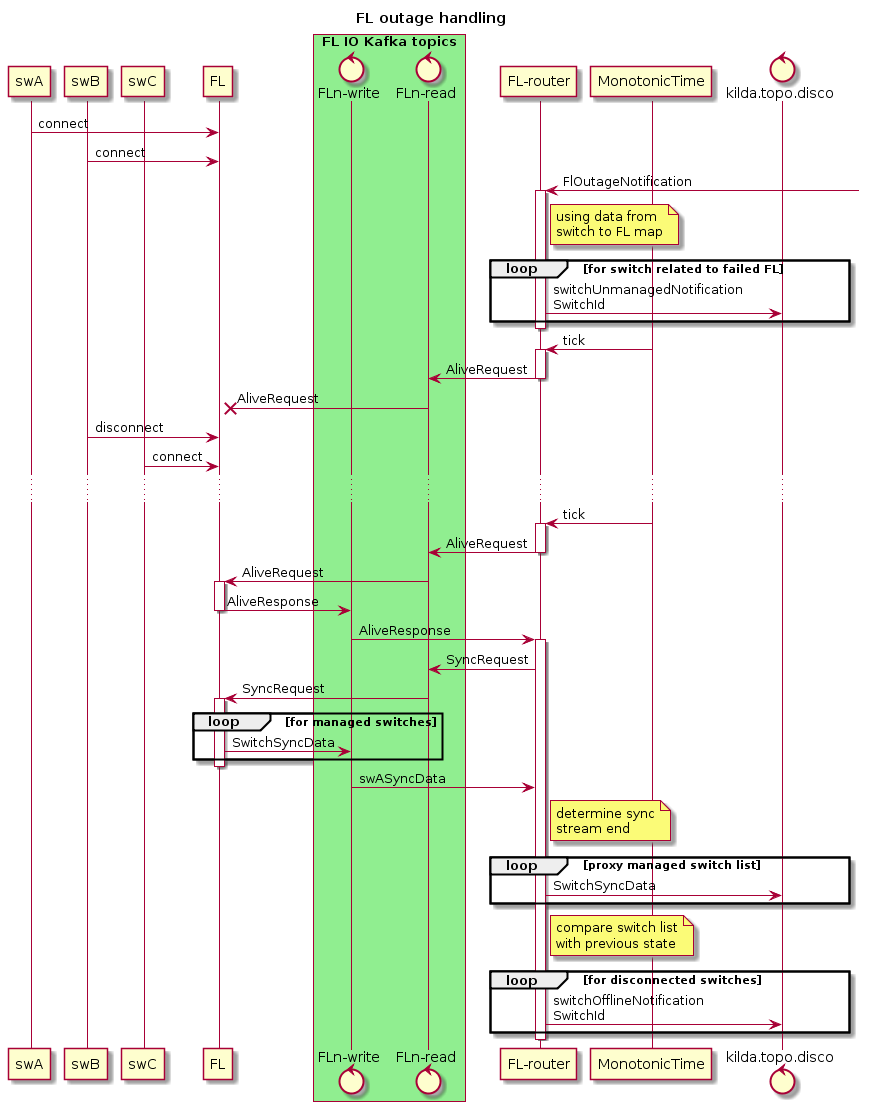 FL outage handling
FL IO Kafka topics
swA
swB
swC
FL
FLn-write
FLn-read
FL-router
MonotonicTime
kilda.topo.disco
connect
connect
FlOutageNotification
using data from
switch to FL map
loop
[for switch related to failed FL]
switchUnmanagedNotification
SwitchId
tick
AliveRequest
AliveRequest
disconnect
connect
tick
AliveRequest
AliveRequest
AliveResponse
AliveResponse
SyncRequest
SyncRequest
loop
[for managed switches]
SwitchSyncData
swASyncData
determine sync
stream end
loop
[proxy managed switch list]
SwitchSyncData
compare switch list
with previous state
loop
[for disconnected switches]
switchOfflineNotification
SwitchId
swA
swB
swC
FL
FLn-write
FLn-read
FL-router
MonotonicTime
kilda.topo.disco